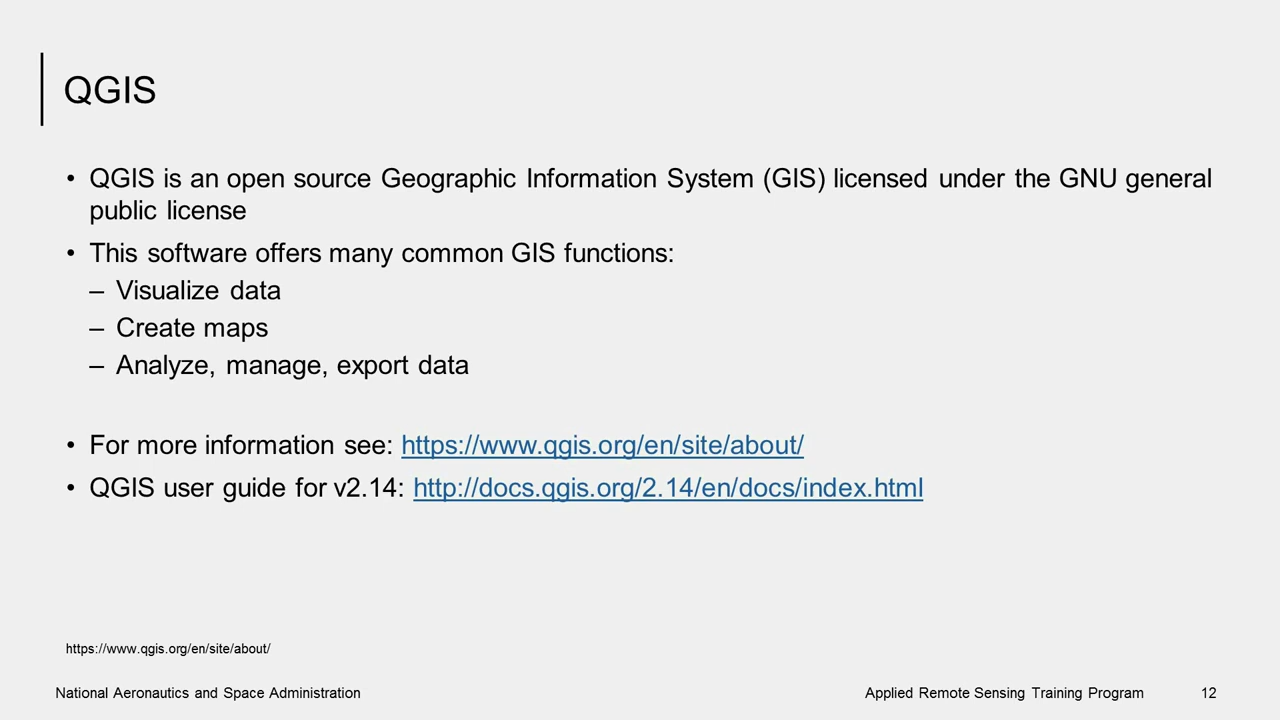 QGIS
• QGIS is an open source Geographic Information System (GIS) licensed under the GNU general
public license
• This software offers many common GIS functions:
– Visualize data
– Create maps
– Analyze, manage, export data
• For more information see: https://www.qgis.org/en/site/about/
• QGIS user guide for v2.14: http://docs.qgis.org/2.14/en/docs/index.html
https://www.qgis.org/en/site/about/
National Aeronautics and Space Administration Applied Remote Sensing Training Program 12